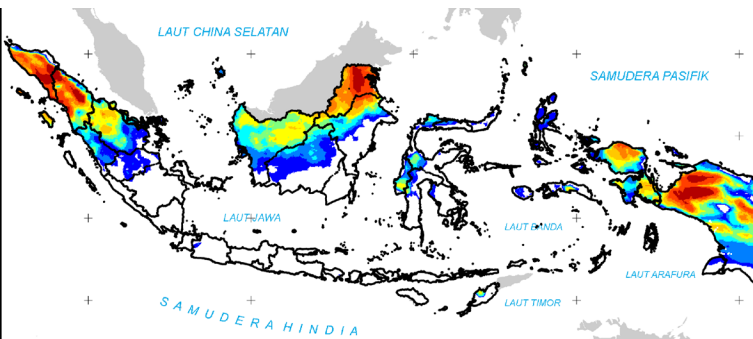 LAUT CHINA SELATAN
SAMUDERA PASIFIK
LAUT JAWA
LAUT BANDA
LAUT ARAFURA
LAUT TIMOR
SAMUDERA HINDIA